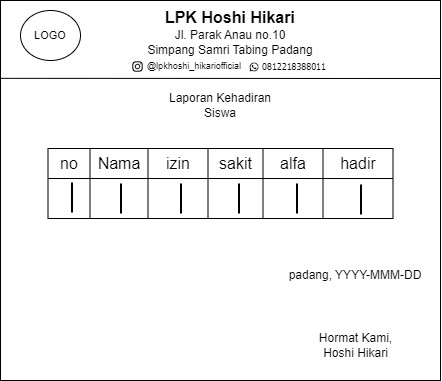 LOGO
LPK Hoshi Hikari
Jl. Parak Anau no.10
Simpang Samri Tabing Padang
@lpkhoshi_hikariofficial 0812218388011
Laporan Kehadiran
Siswa
no Nama izin sakit alfa hadir
padang, YYYY-MMM-DD
Hormat Kami,
Hoshi Hikari